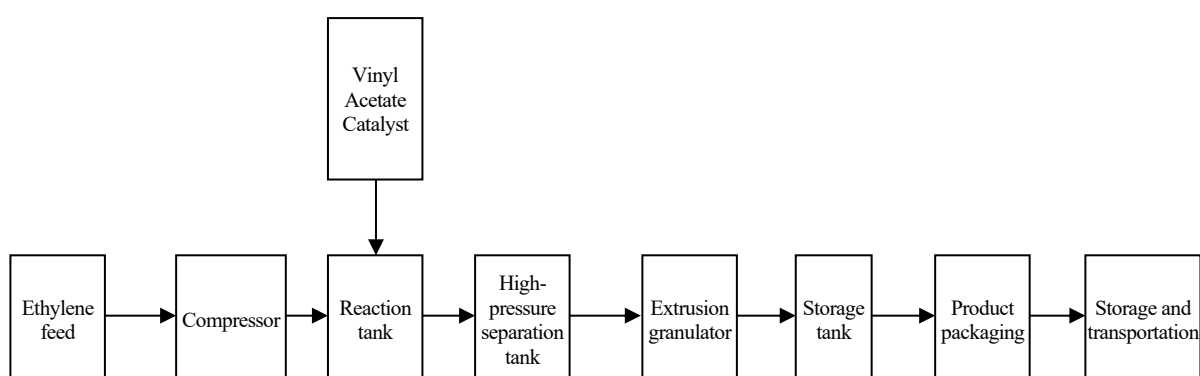 Vinyl
Acetate
Catalyst
Ethylene
feed
Compressor
Reaction
tank
High-
pressure
separation
tank
Extrusion
granulator
Storage
tank
Product
packaging
Storage and
transportation